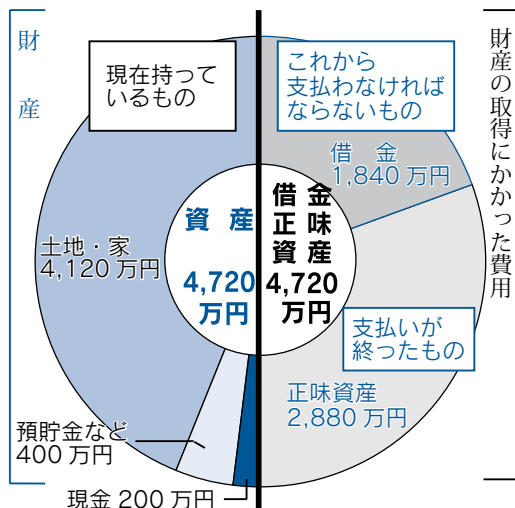 財産
現在持って
いるもの
資産
4,720
万円
土地・家
4,120 万円
預貯金など
400 万円
現金 200 万円
これから
支払わなければ
ならないもの
借　金
1,840 万円
借金
正味
資産
4,720
万円
支払いが
終ったもの
正味資産
2,880 万円
財産の取得にかかった費用